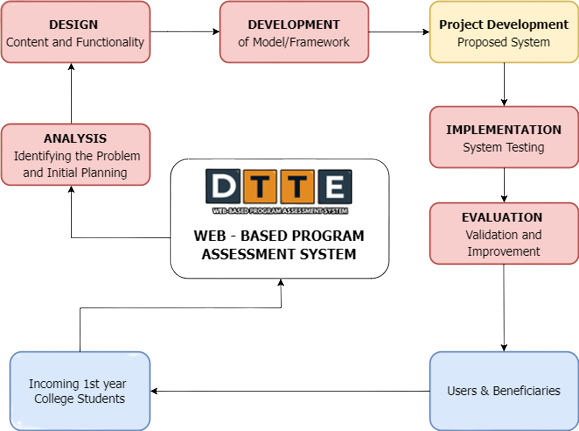 DESIGN
Content and Functionality
DEVELOPMENT
of Model/Framework
Project Development
Proposed System
ANALYSIS
Identifying the Problem
and Initial Planning
IMPLEMENTATION
System Testing
DTTE
WEB-BASED PROGRAM ASSESSMENT-SYSTEM
WEB - BASED PROGRAM
ASSESSMENT SYSTEM
EVALUATION
Validation and
Improvement
Incoming 1st year
College Students
Users & Beneficiaries